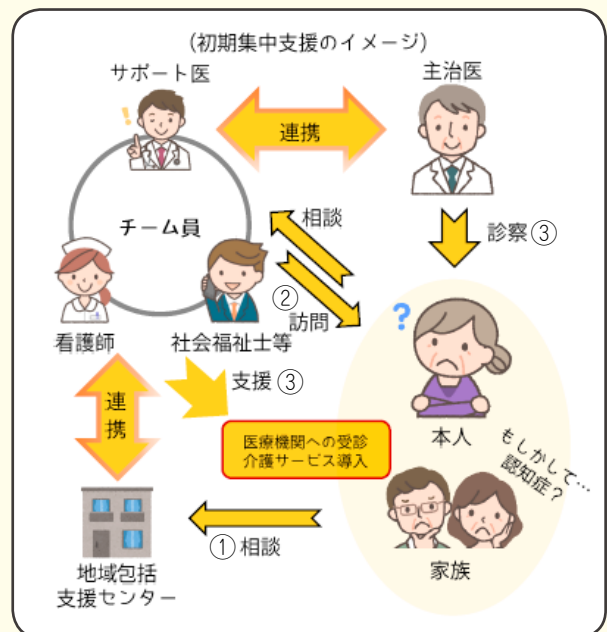 (初期集中支援のイメージ)
サポート医
主治医
連携
チーム員
相談
診察③
②
訪問
看護師
社会福祉士等
支援③
連携
医療機関への受診
介護サービス導入
本人
もしかして…
認知症?
①相談
家族
地域包括
支援センター